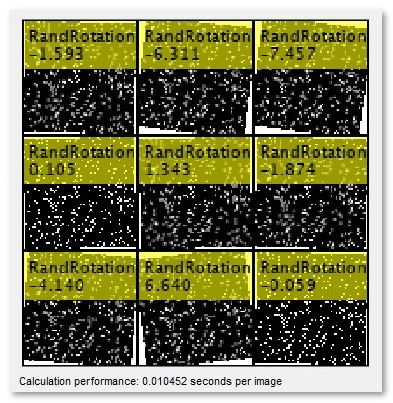 RandRotation RandRotation RandRotation
-1.593 -6.311 -7.457
RandRotation RandRotation RandRotation
0.105 1.343 -1.874
RandRotation RandRotation RandRotation
-4.140 6.640 -0.059
Calculation performance: 0.010452 seconds per image